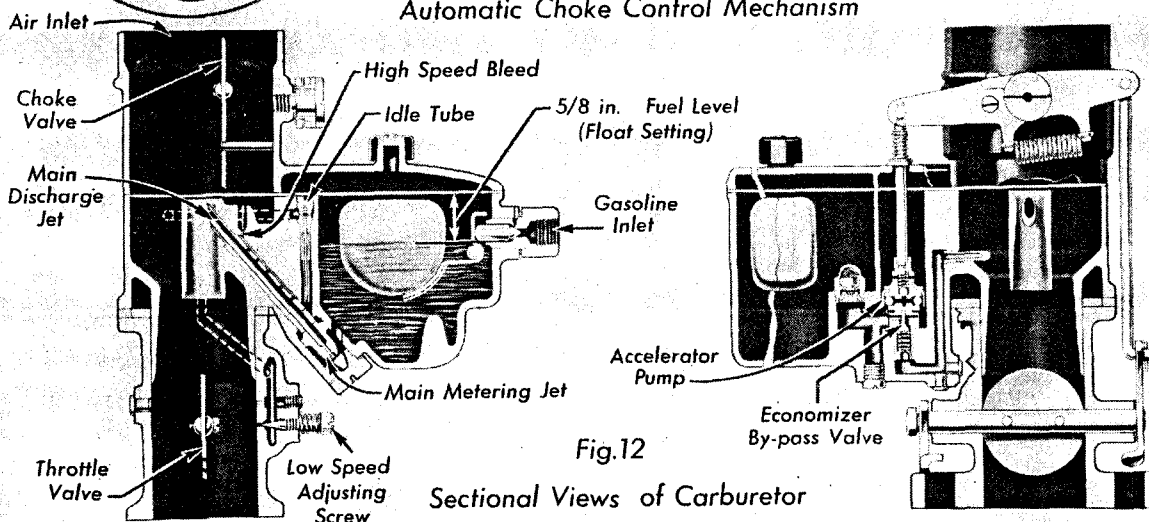 Automatic Choke Control Mechanism
Air Inlet
Choke
Valve
Main
Discharge
Jet
High Speed Bleed
Idle Tube
5/8 in. Fuel Level
(Float Setting)
Gasoline
Inlet
Main Metering Jet
Throttle
Valve
Low Speed
Adjusting
Screw
Accelerator
Pump
Economizer
By-pass Valve
Fig.12
Sectional Views of Carburetor